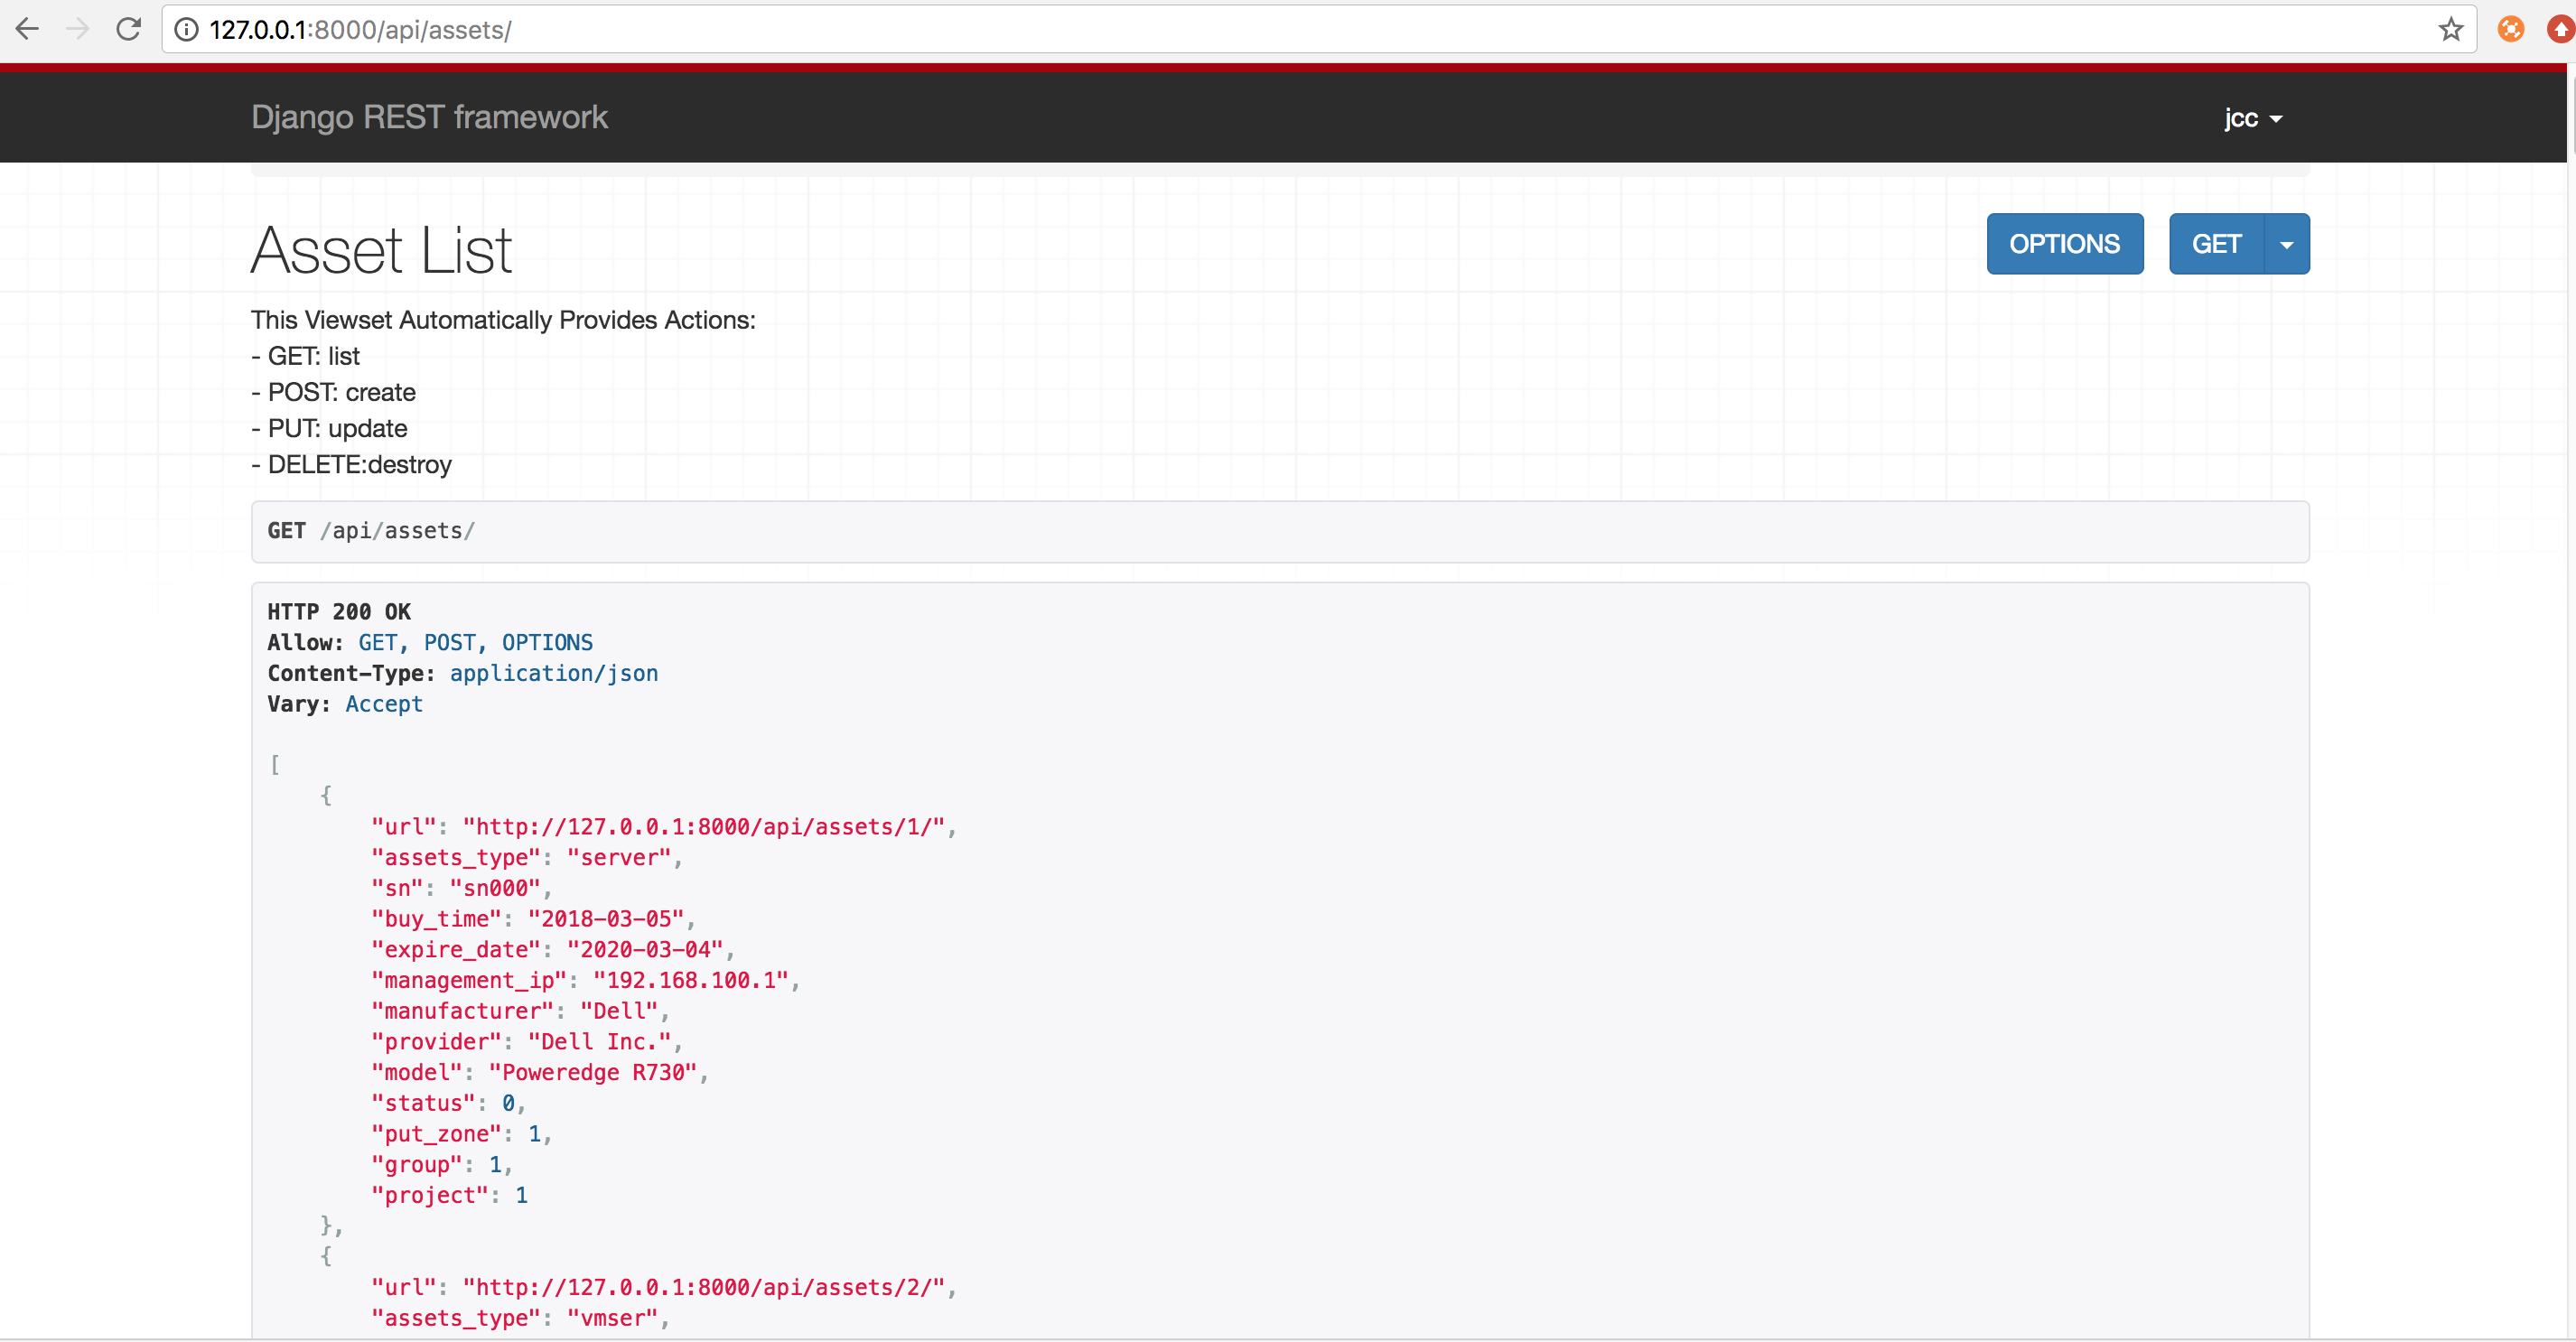 127.0.0.1:8000/api/assets/
Django REST framework
jcc
Asset List
OPTIONS
GET
This Viewset Automatically Provides Actions:
- GET: list
- POST: create
- PUT: update
- DELETE:destroy
GET /api/assets/
HTTP 200 OK
Allow: GET, POST, OPTIONS
Content-Type: application/json
Vary: Accept
[
    {
        "url": "http://127.0.0.1:8000/api/assets/1/",
        "assets_type": "server",
        "sn": "sn000",
        "buy_time": "2018-03-05",
        "expire_date": "2020-03-04",
        "management_ip": "192.168.100.1",
        "manufacturer": "Dell",
        "provider": "Dell Inc.",
        "model": "Poweredge R730",
        "status": 0,
        "put_zone": 1,
        "group": 1,
        "project": 1
    },
    {
        "url": "http://127.0.0.1:8000/api/assets/2/",
        "assets_type": "vmser",